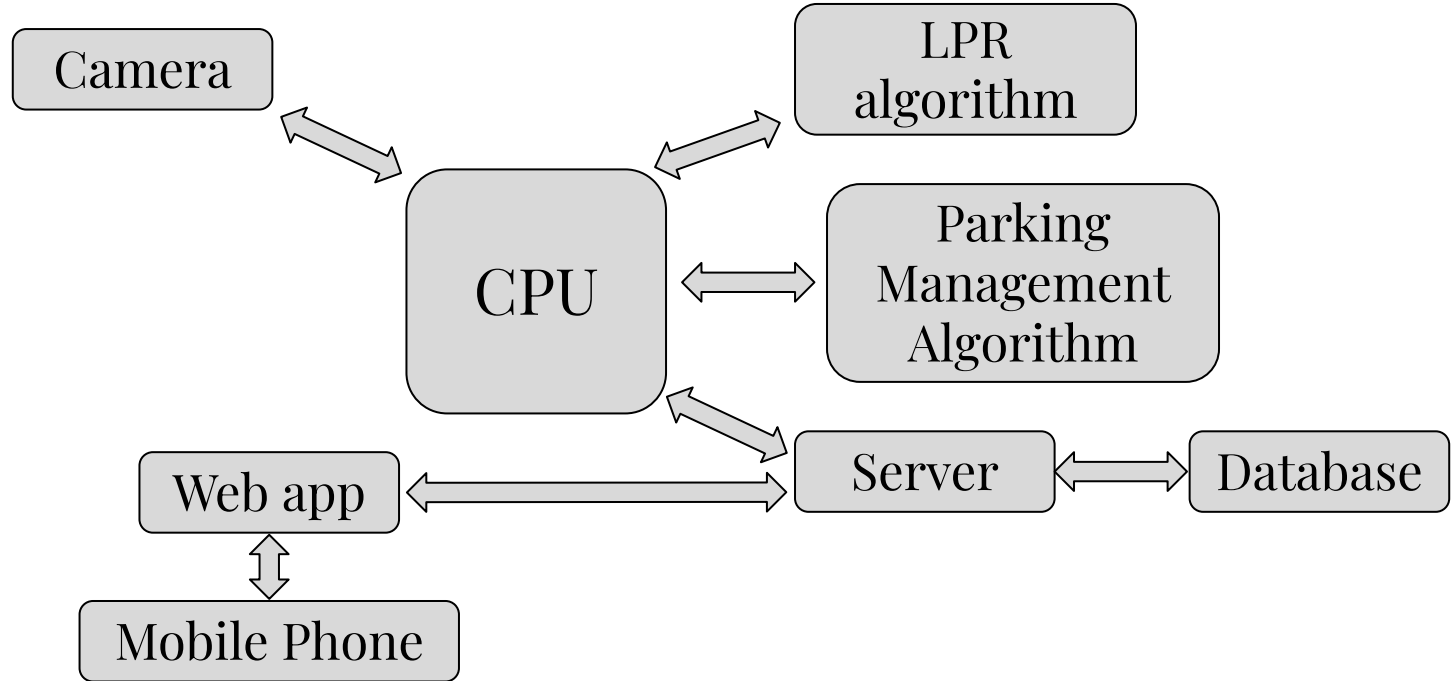 Camera
LPR
algorithm
CPU
Parking
Management
Algorithm
Web app
Server
Database
Mobile Phone